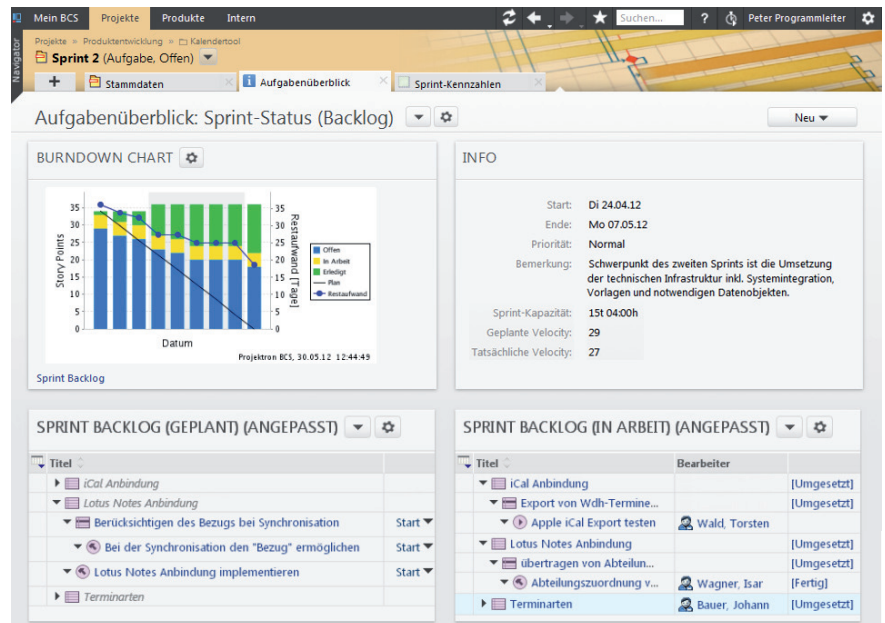 Mein BCS Projekte Produkte Intern Suchen... ? Peter Programmleiter
Navigator
Projekte » Produktentwicklung » Kalendertool
Sprint 2 (Aufgabe, Offen)
+ Stammdaten × i Aufgabenüberblick × Sprint-Kennzahlen ×
Aufgabenüberblick: Sprint-Status (Backlog)
Neu
BURNDOWN CHART
Story Points
35
30
25
20
15
10
5
0
35
30
25
20
15
10
5
0
Restaufwand [Tage]
Offen
In Arbeit
Erledigt
Plan
Restaufwand
Datum
Projektron BCS, 30.05.12 12:44:49
Sprint Backlog
INFO
Start: Di 24.04.12
Ende: Mo 07.05.12
Priorität: Normal
Bemerkung: Schwerpunkt des zweiten Sprints ist die Umsetzung
der technischen Infrastruktur inkl. Systemintegration,
Vorlagen und notwendigen Datenobjekten.
Sprint-Kapazität: 15t 04:00h
Geplante Velocity: 29
Tatsächliche Velocity: 27
SPRINT BACKLOG (GEPLANT) (ANGEPASST)
Titel
iCal Anbindung
Lotus Notes Anbindung
Berücksichtigen des Bezugs bei Synchronisation Start
Bei der Synchronisation den "Bezug" ermöglichen Start
Lotus Notes Anbindung implementieren Start
Terminarten
SPRINT BACKLOG (IN ARBEIT) (ANGEPASST)
Titel Bearbeiter
iCal Anbindung [Umgesetzt]
Export von Wdh-Termine... [Umgesetzt]
Apple iCal Export testen Wald, Torsten
Lotus Notes Anbindung [Umgesetzt]
übertragen von Abteilun... [Umgesetzt]
Abteilungszuordnung v... Wagner, Isar [Fertig]
Terminarten Bauer, Johann [Umgesetzt]